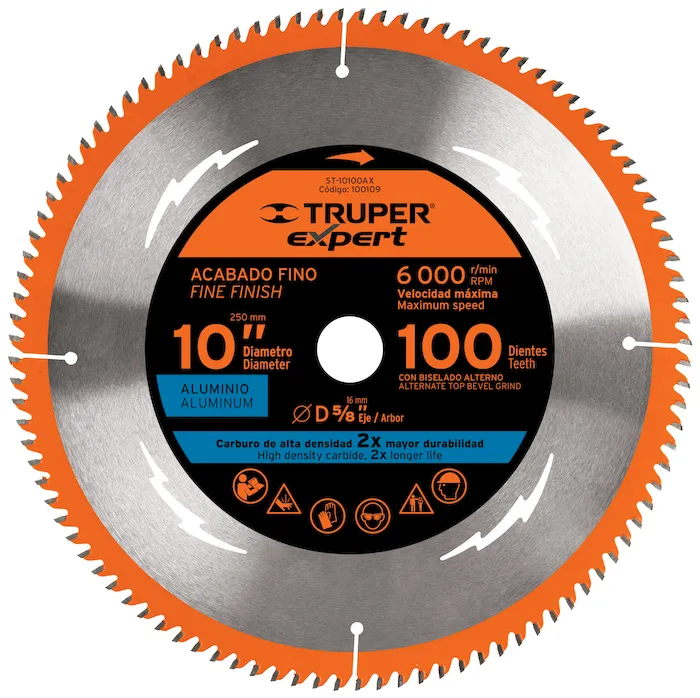 ST-10100AX
Código: 100109
TRUPER®
expert
ACABADO FINO
FINE FINISH
6 000 r/min
RPM
Velocidad máxima
Maximum speed
250 mm
10”
Diametro
Diameter
100 Dientes
Teeth
CON BISELADO ALTERNO
ALTERNATE TOP BEVEL GRIND
ALUMINIO
ALUMINUM
16 mm
Ø D 5/8” Eje / Arbor
Carburo de alta densidad 2x mayor durabilidad
High density carbide, 2x longer life